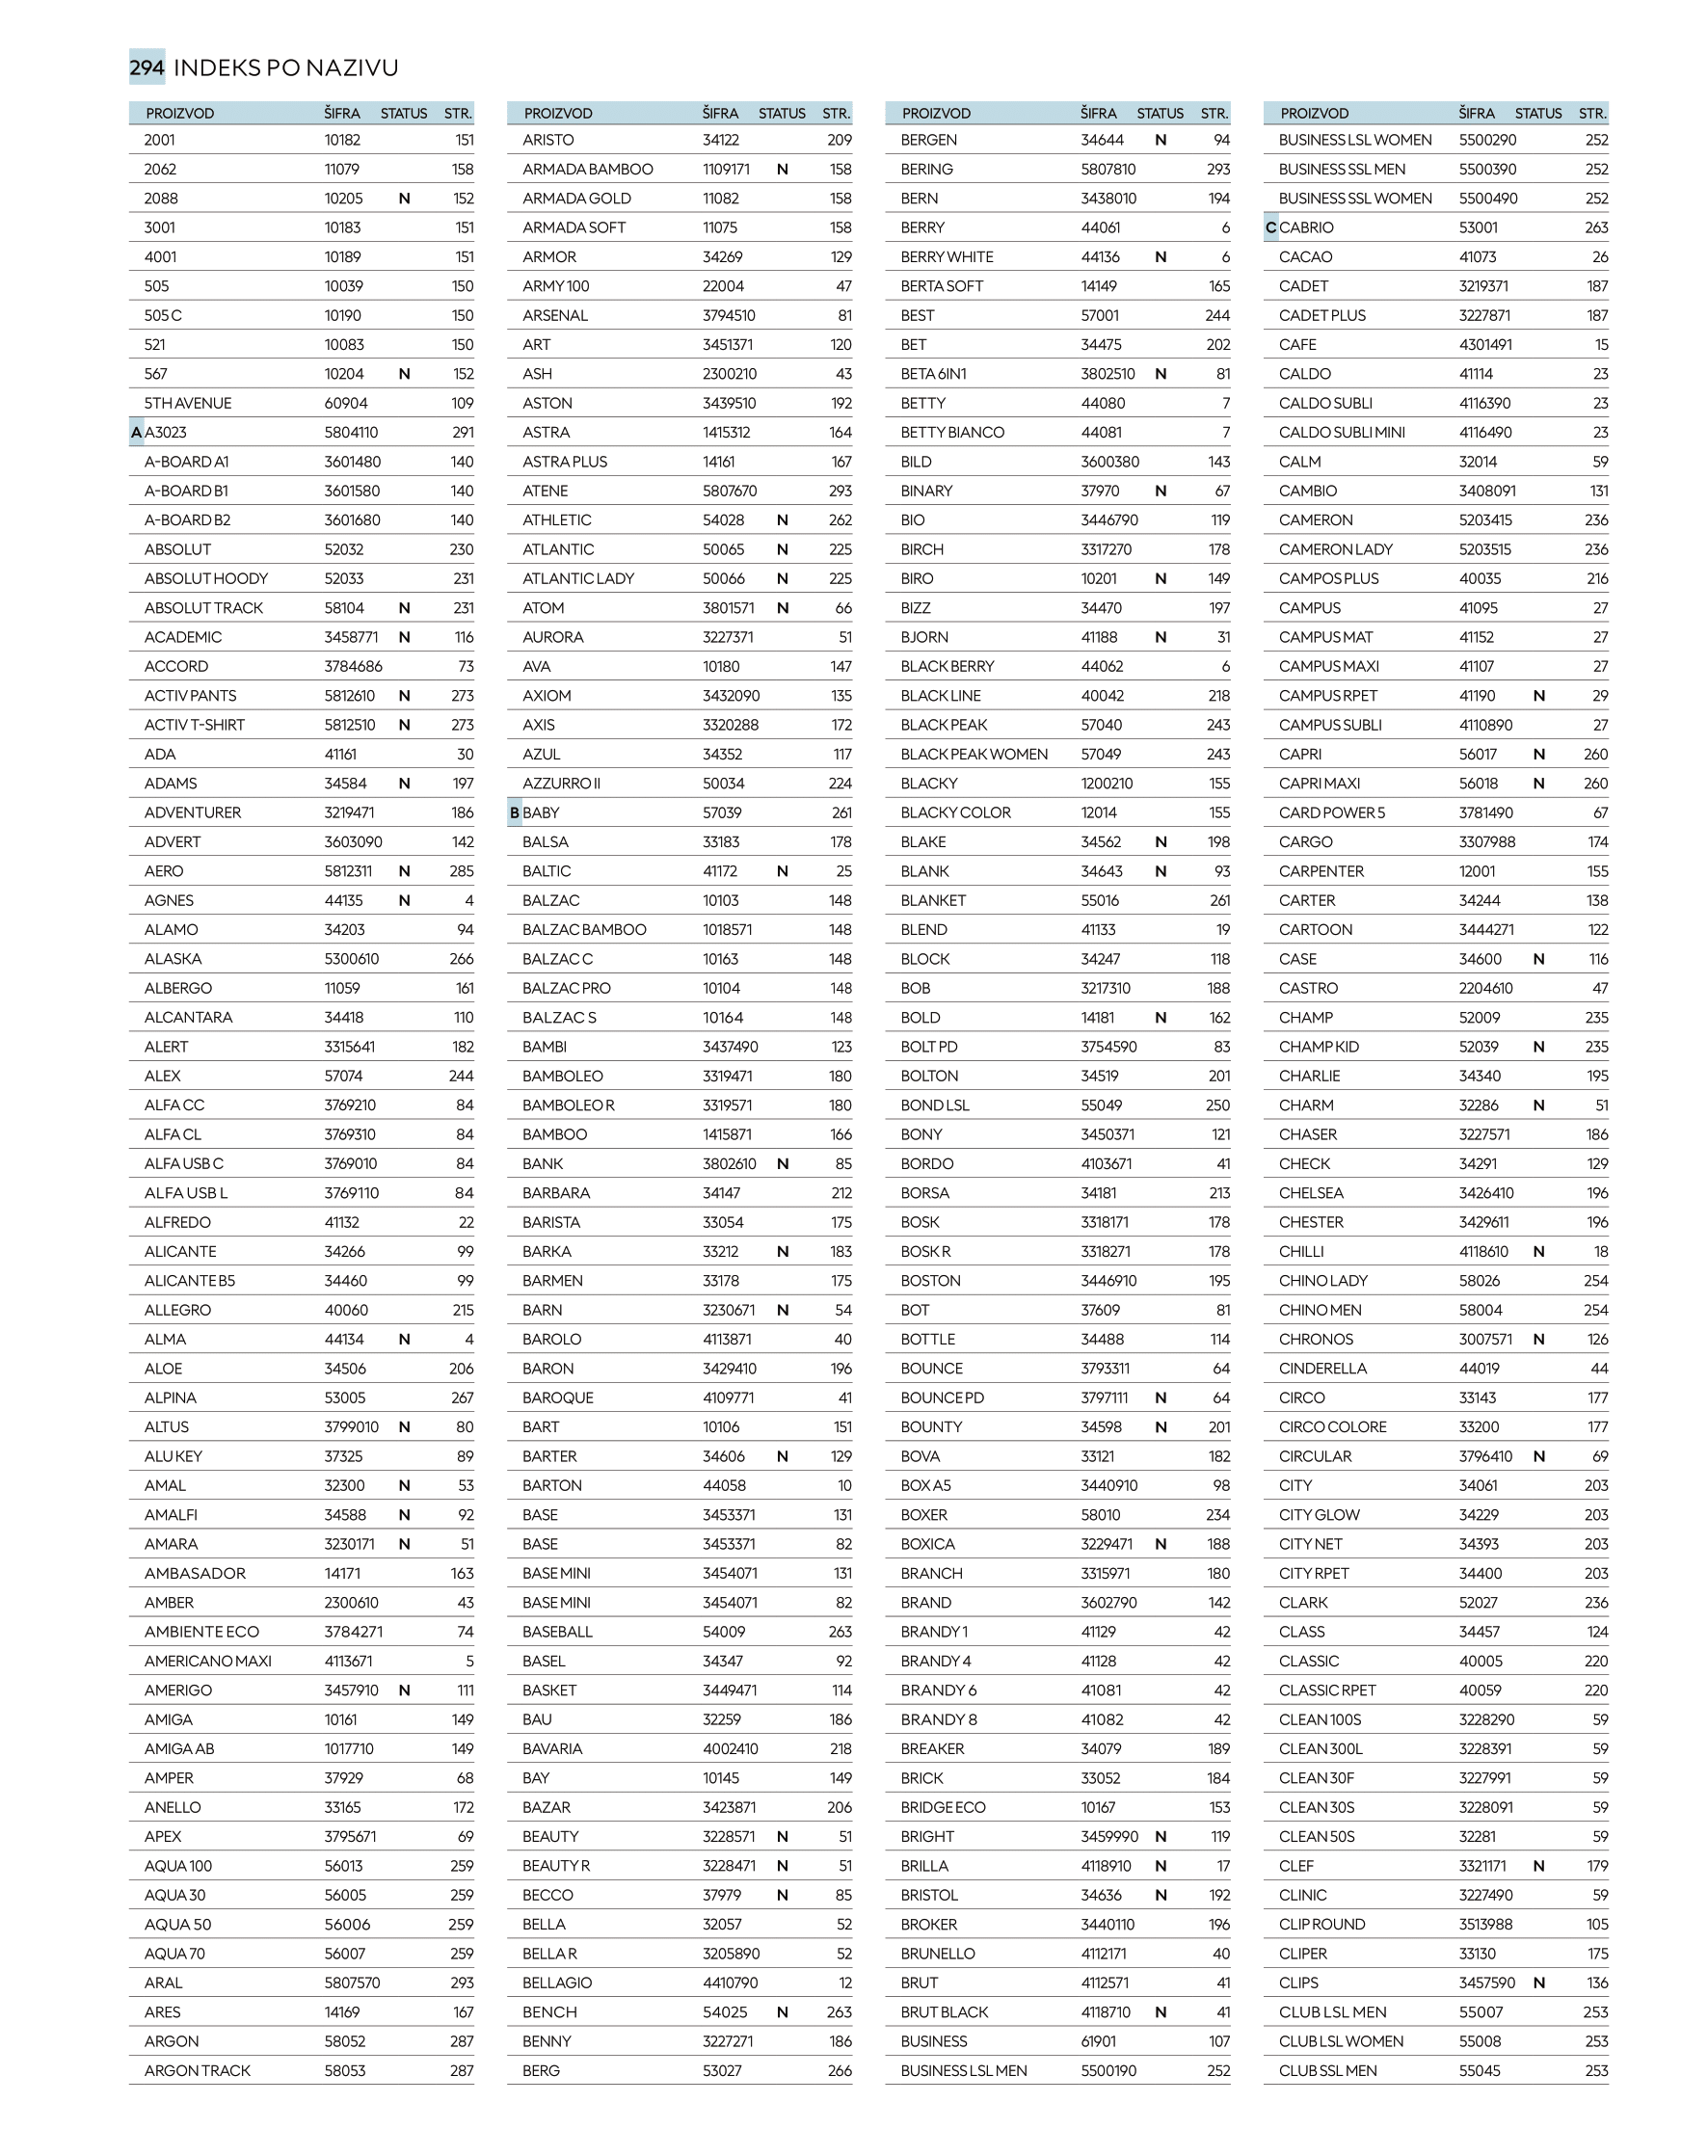 294 INDEKS PO NAZIVU
PROIZVOD ŠIFRA STATUS STR.
2001 10182 151
2062 11079 158
2088 10205 N 152
3001 10183 151
4001 10189 151
505 10039 150
505 C 10190 150
521 10083 150
567 10204 N 152
5TH AVENUE 60904 109
A A3023 5804110 291
A-BOARD A1 3601480 140
A-BOARD B1 3601580 140
A-BOARD B2 3601680 140
ABSOLUT 52032 230
ABSOLUT HOODY 52033 231
ABSOLUT TRACK 58104 N 231
ACADEMIC 3458771 N 116
ACCORD 3784686 73
ACTIV PANTS 5812610 N 273
ACTIV T-SHIRT 5812510 N 273
ADA 41161 30
ADAMS 34584 N 197
ADVENTURER 3219471 186
ADVERT 3603090 142
AERO 5812311 N 285
AGNES 44135 N 4
ALAMO 34203 94
ALASKA 5300610 266
ALBERGO 11059 161
ALCANTARA 34418 110
ALERT 3315641 182
ALEX 57074 244
ALFA CC 3769210 84
ALFA CL 3769310 84
ALFA USB C 3769010 84
ALFA USB L 3769110 84
ALFREDO 41132 22
ALICANTE 34266 99
ALICANTE B5 34460 99
ALLEGRO 40060 215
ALMA 44134 N 4
ALOE 34506 206
ALPINA 53005 267
ALTUS 3799010 N 80
ALU KEY 37325 89
AMAL 32300 N 53
AMALFI 34588 N 92
AMARA 3230171 N 51
AMBASADOR 14171 163
AMBER 2300610 43
AMBIENTE ECO 3784271 74
AMERICANO MAXI 4113671 5
AMERIGO 3457910 N 111
AMIGA 10161 149
AMIGA AB 1017710 149
AMPER 37929 68
ANELLO 33165 172
APEX 3795671 69
AQUA 100 56013 259
AQUA 30 56005 259
AQUA 50 56006 259
AQUA 70 56007 259
ARAL 5807570 293
ARES 14169 167
ARGON 58052 287
ARGON TRACK 58053 287
PROIZVOD ŠIFRA STATUS STR.
ARISTO 34122 209
ARMADA BAMBOO 1109171 N 158
ARMADA GOLD 11082 158
ARMADA SOFT 11075 158
ARMOR 34269 129
ARMY 100 22004 47
ARSENAL 3794510 81
ART 3451371 120
ASH 2300210 43
ASTON 3439510 192
ASTRA 1415312 164
ASTRA PLUS 14161 167
ATENE 5807670 293
ATHLETIC 54028 N 262
ATLANTIC 50065 N 225
ATLANTIC LADY 50066 N 225
ATOM 3801571 N 66
AURORA 3227371 51
AVA 10180 147
AXIOM 3432090 135
AXIS 3320288 172
AZUL 34352 117
AZZURRO II 50034 224
B BABY 57039 261
BALSA 33183 178
BALTIC 41172 N 25
BALZAC 10103 148
BALZAC BAMBOO 1018571 148
BALZAC C 10163 148
BALZAC PRO 10104 148
BALZAC S 10164 148
BAMBI 3437490 123
BAMBOLEO 3319471 180
BAMBOLEO R 3319571 180
BAMBOO 1415871 166
BANK 3802610 N 85
BARBARA 34147 212
BARISTA 33054 175
BARKA 33212 N 183
BARMEN 33178 175
BARN 3230671 N 54
BAROLO 4113871 40
BARON 3429410 196
BAROQUE 4109771 41
BART 10106 151
BARTER 34606 N 129
BARTON 44058 10
BASE 3453371 131
BASE 3453371 82
BASE MINI 3454071 131
BASE MINI 3454071 82
BASEBALL 54009 263
BASEL 34347 92
BASKET 3449471 114
BAU 32259 186
BAVARIA 4002410 218
BAY 10145 149
BAZAR 3423871 206
BEAUTY 3228571 N 51
BEAUTY R 3228471 N 51
BECCO 37979 N 85
BELLA 32057 52
BELLA R 3205890 52
BELLAGIO 4410790 12
BENCH 54025 N 263
BENNY 3227271 186
BERG 53027 266
PROIZVOD ŠIFRA STATUS STR.
BERGEN 34644 N 94
BERING 5807810 293
BERN 3438010 194
BERRY 44061 6
BERRY WHITE 44136 N 6
BERTA SOFT 14149 165
BEST 57001 244
BET 34475 202
BETA 6IN1 3802510 N 81
BETTY 44080 7
BETTY BIANCO 44081 7
BILD 3600380 143
BINARY 37970 N 67
BIO 3446790 119
BIRCH 3317270 178
BIRO 10201 N 149
BIZZ 34470 197
BJORN 41188 N 31
BLACK BERRY 44062 6
BLACK LINE 40042 218
BLACK PEAK 57040 243
BLACK PEAK WOMEN 57049 243
BLACKY 1200210 155
BLACKY COLOR 12014 155
BLAKE 34562 N 198
BLANK 34643 N 93
BLANKET 55016 261
BLEND 41133 19
BLOCK 34247 118
BOB 3217310 188
BOLD 14181 N 162
BOLT PD 3754590 83
BOLTON 34519 201
BOND LSL 55049 250
BONY 3450371 121
BORDO 4103671 41
BORSA 34181 213
BOSK 3318171 178
BOSK R 3318271 178
BOSTON 3446910 195
BOT 37609 81
BOTTLE 34488 114
BOUNCE 3793311 64
BOUNCE PD 3797111 N 64
BOUNTY 34598 N 201
BOVA 33121 182
BOX A5 3440910 98
BOXER 58010 234
BOXICA 3229471 N 188
BRANCH 3315971 180
BRAND 3602790 142
BRANDY 1 41129 42
BRANDY 4 41128 42
BRANDY 6 41081 42
BRANDY 8 41082 42
BREAKER 34079 189
BRICK 33052 184
BRIDGE ECO 10167 153
BRIGHT 3459990 N 119
BRILLA 4118910 N 17
BRISTOL 34636 N 192
BROKER 3440110 196
BRUNELLO 4112171 40
BRUT 4112571 41
BRUT BLACK 4118710 N 41
BUSINESS 61901 107
BUSINESS LSL MEN 5500190 252
PROIZVOD ŠIFRA STATUS STR.
BUSINESS LSL WOMEN 5500290 252
BUSINESS SSL MEN 5500390 252
BUSINESS SSL WOMEN 5500490 252
C CABRIO 53001 263
CACAO 41073 26
CADET 3219371 187
CADET PLUS 3227871 187
CAFE 4301491 15
CALDO 41114 23
CALDO SUBLI 4116390 23
CALDO SUBLI MINI 4116490 23
CALM 32014 59
CAMBIO 3408091 131
CAMERON 5203415 236
CAMERON LADY 5203515 236
CAMPOS PLUS 40035 216
CAMPUS 41095 27
CAMPUS MAT 41152 27
CAMPUS MAXI 41107 27
CAMPUS RPET 41190 N 29
CAMPUS SUBLI 4110890 27
CAPRI 56017 N 260
CAPRI MAXI 56018 N 260
CARD POWER 5 3781490 67
CARGO 3307988 174
CARPENTER 12001 155
CARTER 34244 138
CARTOON 3444271 122
CASE 34600 N 116
CASTRO 2204610 47
CHAMP 52009 235
CHAMP KID 52039 N 235
CHARLIE 34340 195
CHARM 32286 N 51
CHASER 3227571 186
CHECK 34291 129
CHELSEA 3426410 196
CHESTER 3429611 196
CHILLI 4118610 N 18
CHINO LADY 58026 254
CHINO MEN 58004 254
CHRONOS 3007571 N 126
CINDERELLA 44019 44
CIRCO 33143 177
CIRCO COLORE 33200 177
CIRCULAR 3796410 N 69
CITY 34061 203
CITY GLOW 34229 203
CITY NET 34393 203
CITY RPET 34400 203
CLARK 52027 236
CLASS 34457 124
CLASSIC 40005 220
CLASSIC RPET 40059 220
CLEAN 100S 3228290 59
CLEAN 300L 3228391 59
CLEAN 30F 3227991 59
CLEAN 30S 3228091 59
CLEAN 50S 32281 59
CLEF 3321171 N 179
CLINIC 3227490 59
CLIP ROUND 3513988 105
CLIPER 33130 175
CLIPS 3457590 N 136
CLUB LSL MEN 55007 253
CLUB LSL WOMEN 55008 253
CLUB SSL MEN 55045 253